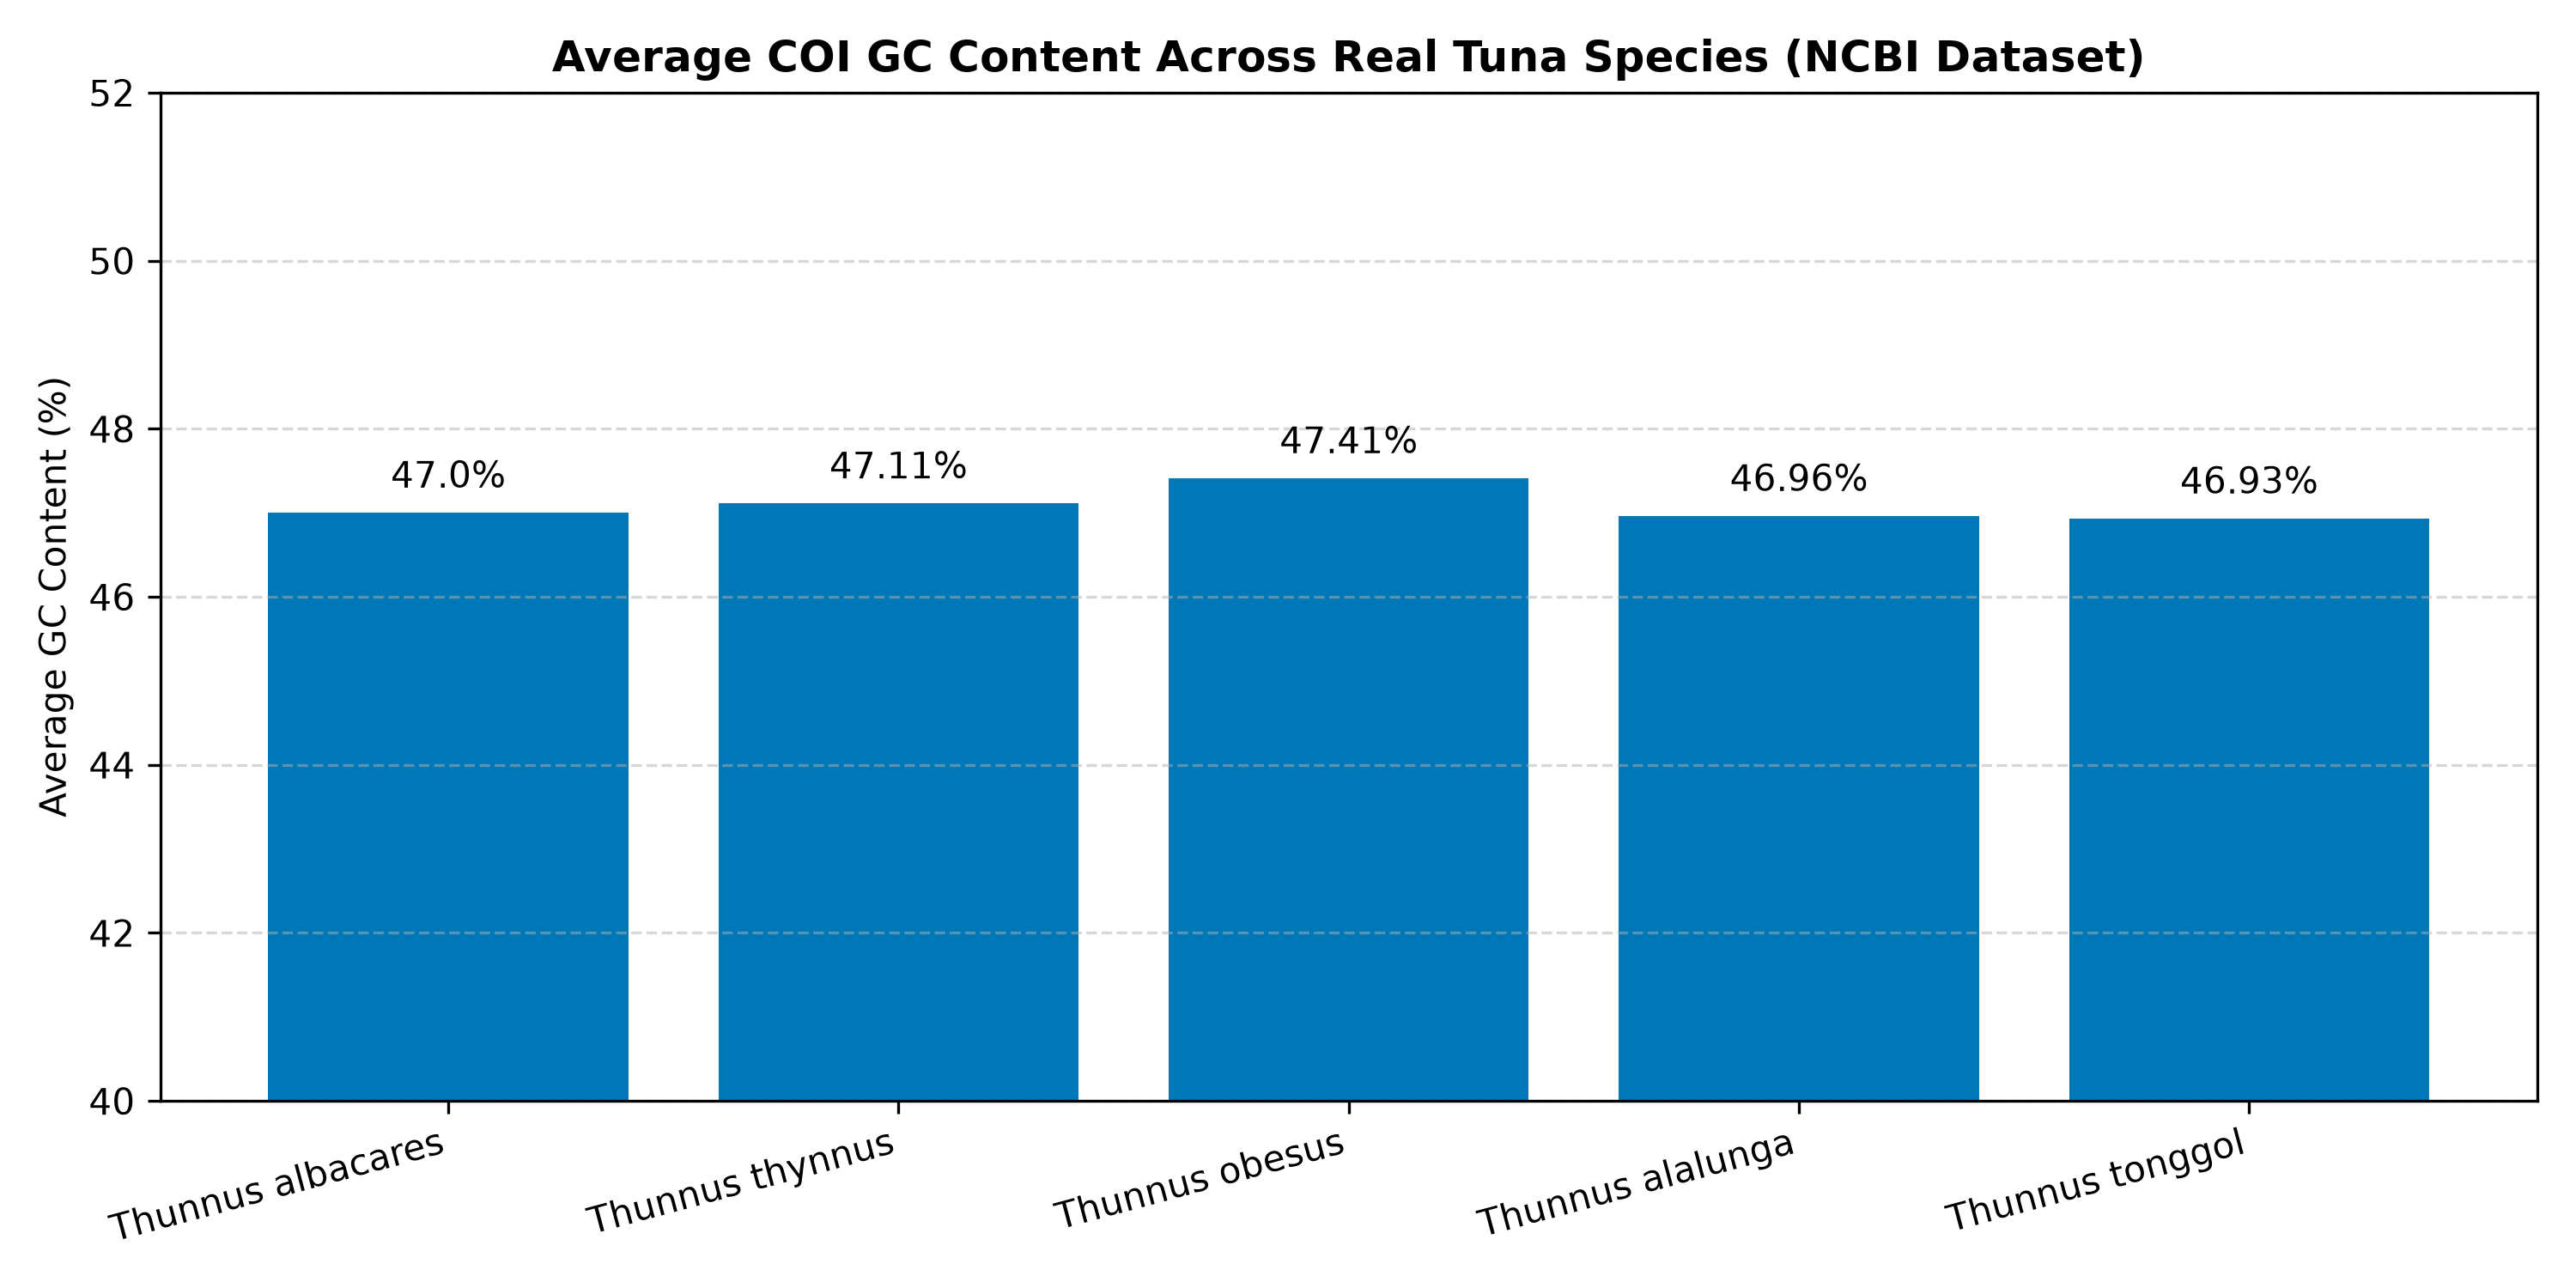 Average COI GC Content Across Real Tuna Species (NCBI Dataset)
Average GC Content (%)
52
50
48
46
44
42
40
47.0%
47.11%
47.41%
46.96%
46.93%
Thunnus albacares
Thunnus thynnus
Thunnus obesus
Thunnus alalunga
Thunnus tonggol